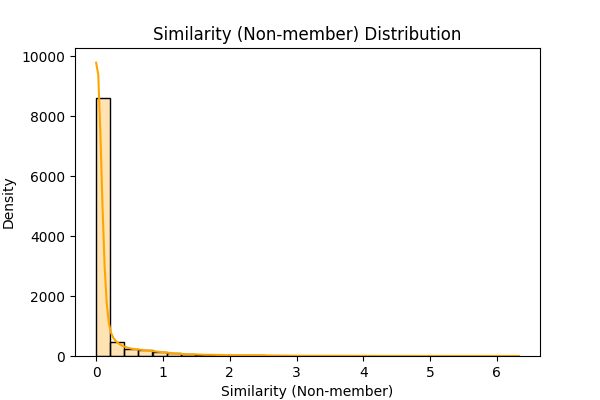 Similarity (Non-member) Distribution
10000
8000
6000
4000
2000
0
Density
0 1 2 3 4 5 6
Similarity (Non-member)